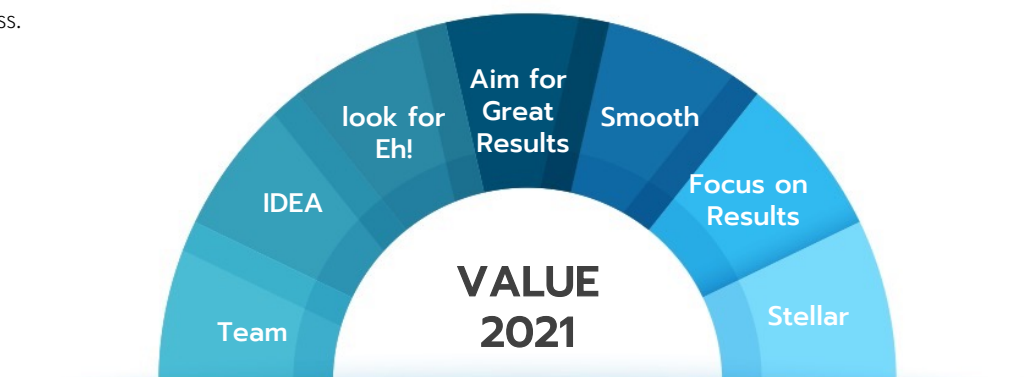 ss.
Team
IDEA
look for
Eh!
Aim for
Great
Results
Smooth
Focus on
Results
Stellar
VALUE
2021